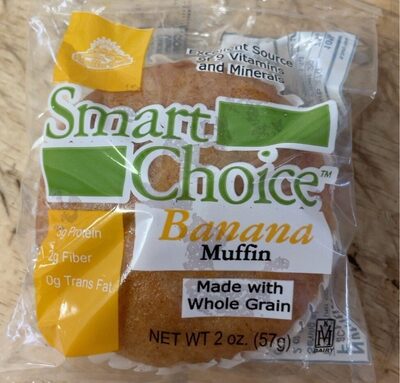 Excellent Source
of 9 Vitamins
and Minerals
Smart
Choice™
Banana
Muffin
3g Protein
2g Fiber
0g Trans Fat
Made with
Whole Grain
NET WT 2 oz. (57g)
DAIRY